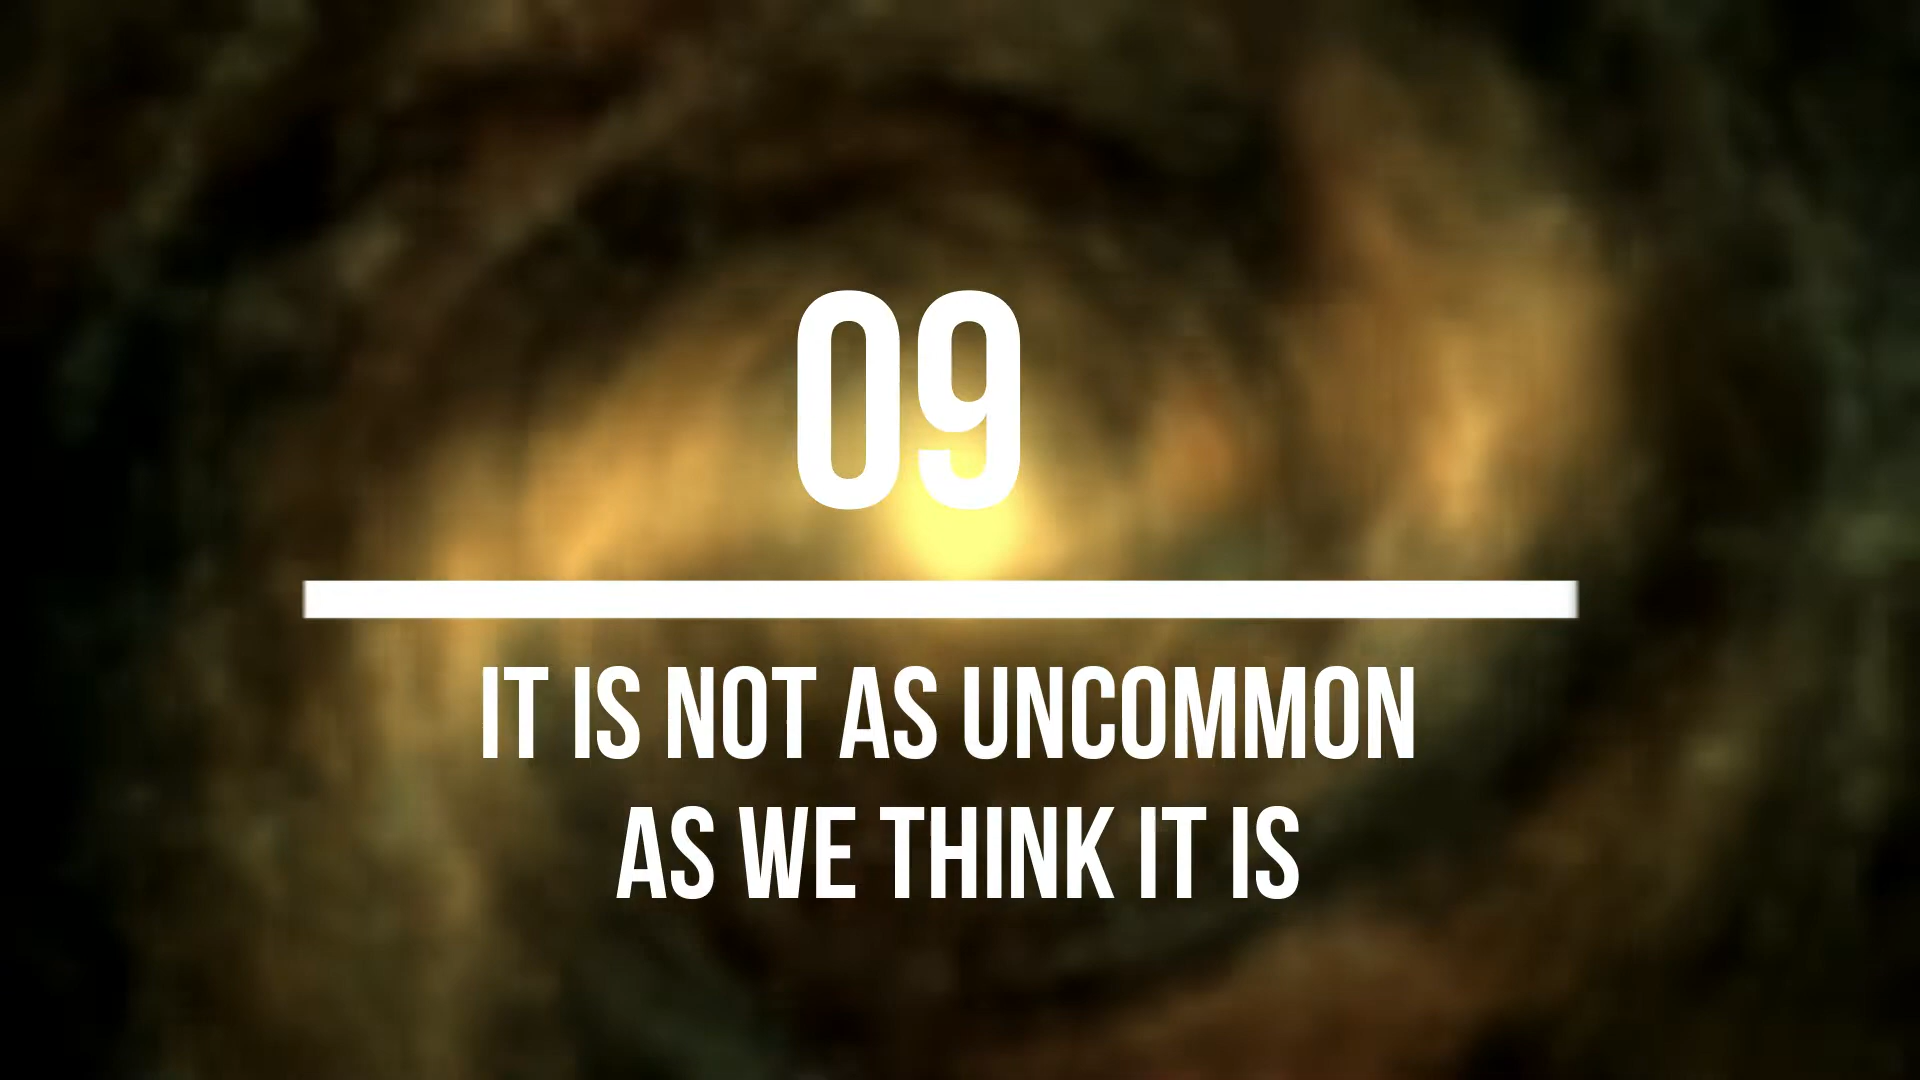 09
IT IS NOT AS UNCOMMON
AS WE THINK IT IS